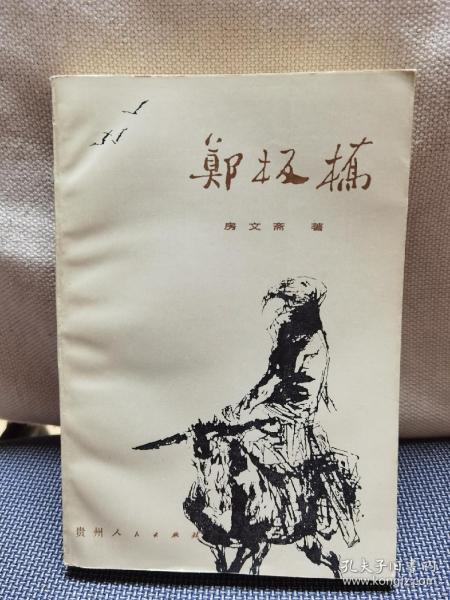 鄭板橋
房文斋 著
贵州人民出版社
孔夫子旧书网
kongfz.com